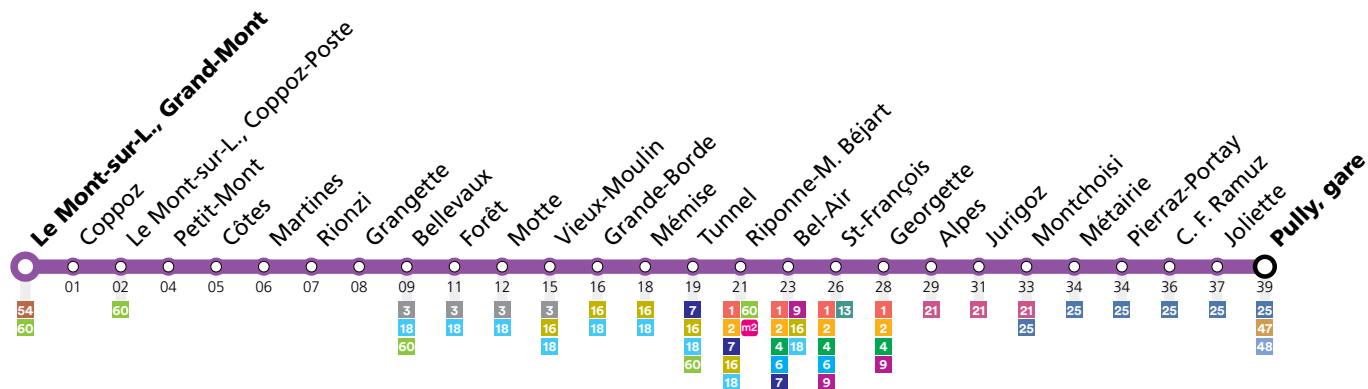 Le Mont-sur-L., Grand-Mont
Coppoz
Le Mont-sur-L., Coppoz-Poste
Petit-Mont
Côtes
Martines
Rionzi
Grangette
Bellevaux
Forêt
Motte
Vieux-Moulin
Grande-Borde
Mémise
Tunnel
Riponne-M. Béjart
Bel-Air
St-François
Georgette
Alpes
Jurigoz
Montchoisi
Métairie
Pierraz-Portay
C. F. Ramuz
Joliette
Pully, gare
01 02 04 05 06 07 08 09 11 12 15 16 18 19 21 23 26 28 29 31 33 34 34 36 37 39
54 60 3 3 3 3 16 16 7 1 60 1 9 1 13 1 21 21 21 25 25 25 25 25
60 18 18 18 16 18 18 16 2 m2 2 16 2 2 25 47
60 18 18 7 4 18 4 4 48
60 16 6 6 9
18 7 9